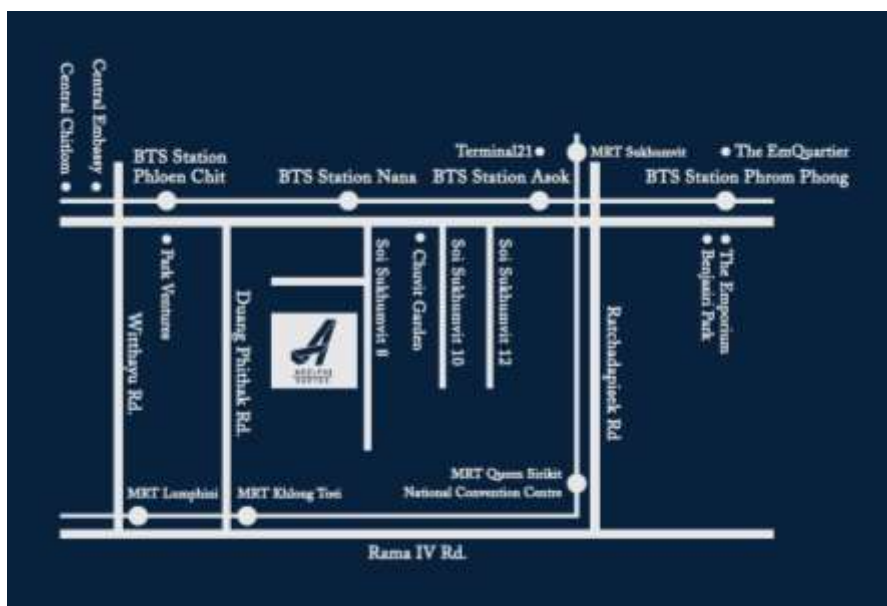 Central Chitlom
Central Embassy
BTS Station
Phloen Chit
BTS Station Nana
Terminal21
BTS Station Asok
MRT Sukhumvit
The EmQuartier
BTS Station Phrom Phong
Park Ventures
Soi Sukhumvit 8
Chuvit Garden
Soi Sukhumvit 10
Soi Sukhumvit 12
The Emporium
Benjasiri Park
Witthayu Rd.
Duang Phithak Rd.
Ratchadapisek Rd
A
MRT Lumphini
MRT Khlong Toei
MRT Queen Sirikit
National Convention Centre
Rama IV Rd.